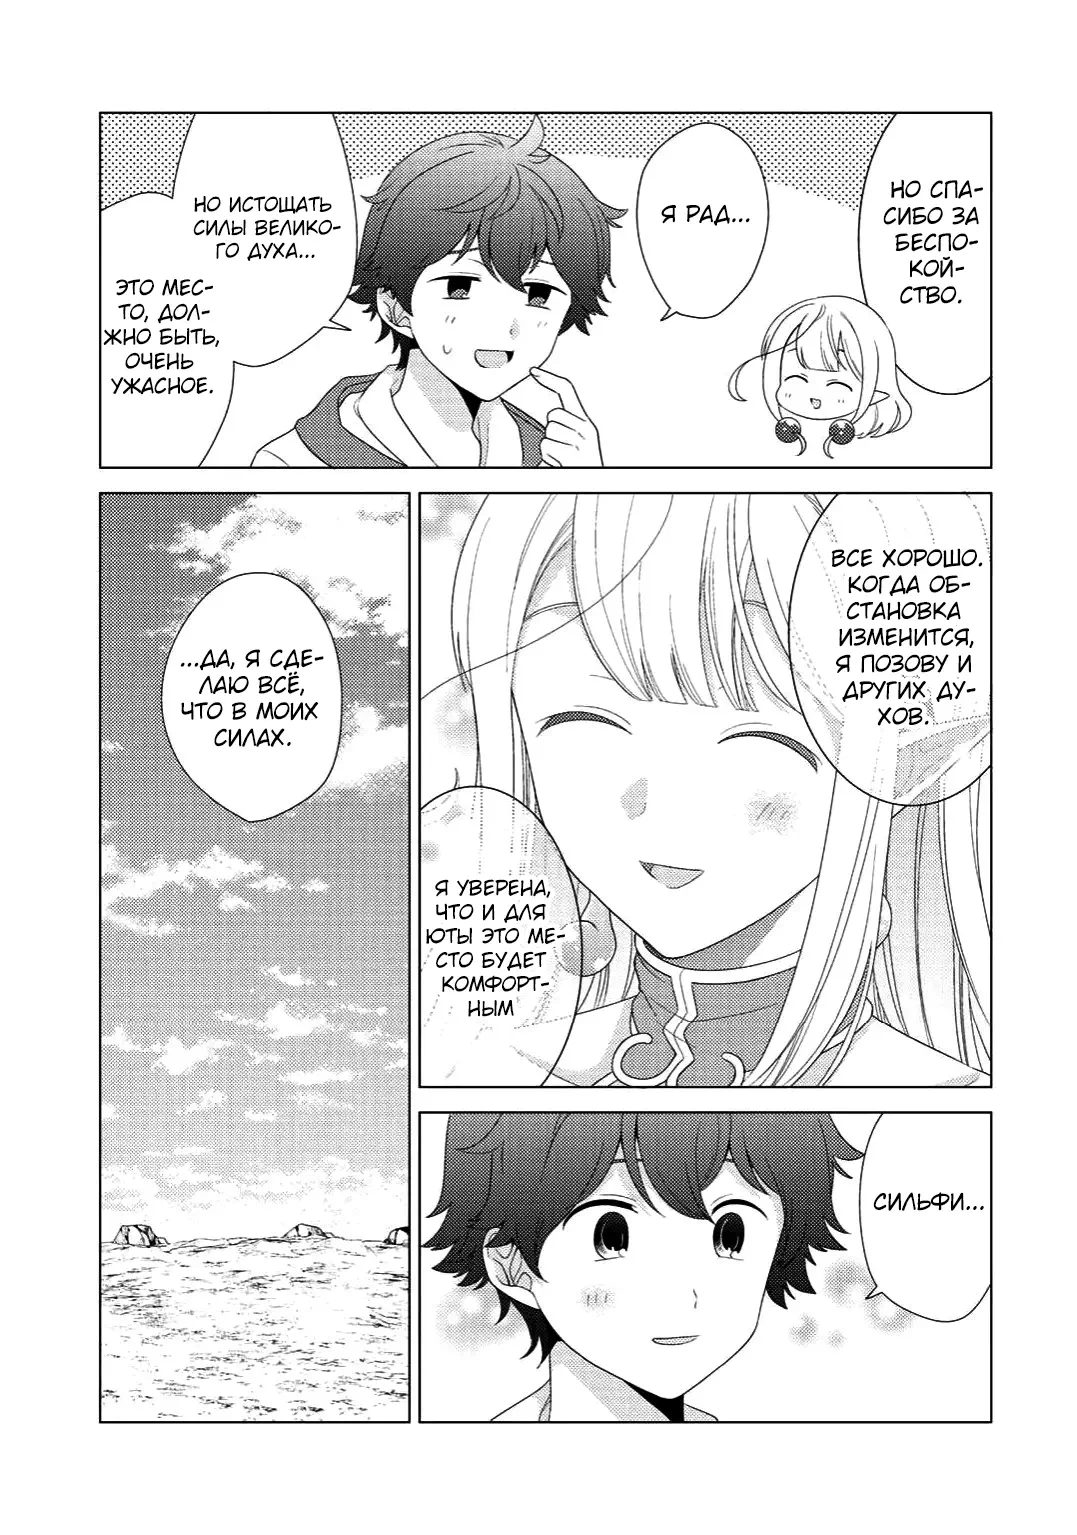 НО СПА-
СИБО ЗА
БЕСПО-
КОЙ-
СТВО.
Я РАД...
НО ИСТОЩАТЬ
СИЛЫ ВЕЛИКО-
ГО ДУХА...
ЭТО МЕС-
ТО, ДОЛ-
ЖНО БЫТЬ,
ОЧЕНЬ
УЖАСНОЕ.
ВСЕ ХОРОШО.
КОГДА ОБ-
СТАНОВКА
ИЗМЕНИТСЯ,
Я ПОЗОВУ И
ДРУГИХ ДУ-
ХОВ.
Я УВЕРЕНА,
ЧТО И ДЛЯ
ЮТЫ ЭТО МЕ-
СТО БУДЕТ
КОМФОРТ-
НЫМ
СИЛЬФИ...
...ДА, Я СДЕ-
ЛАЮ ВСЁ,
ЧТО В МОИХ
СИЛАХ.